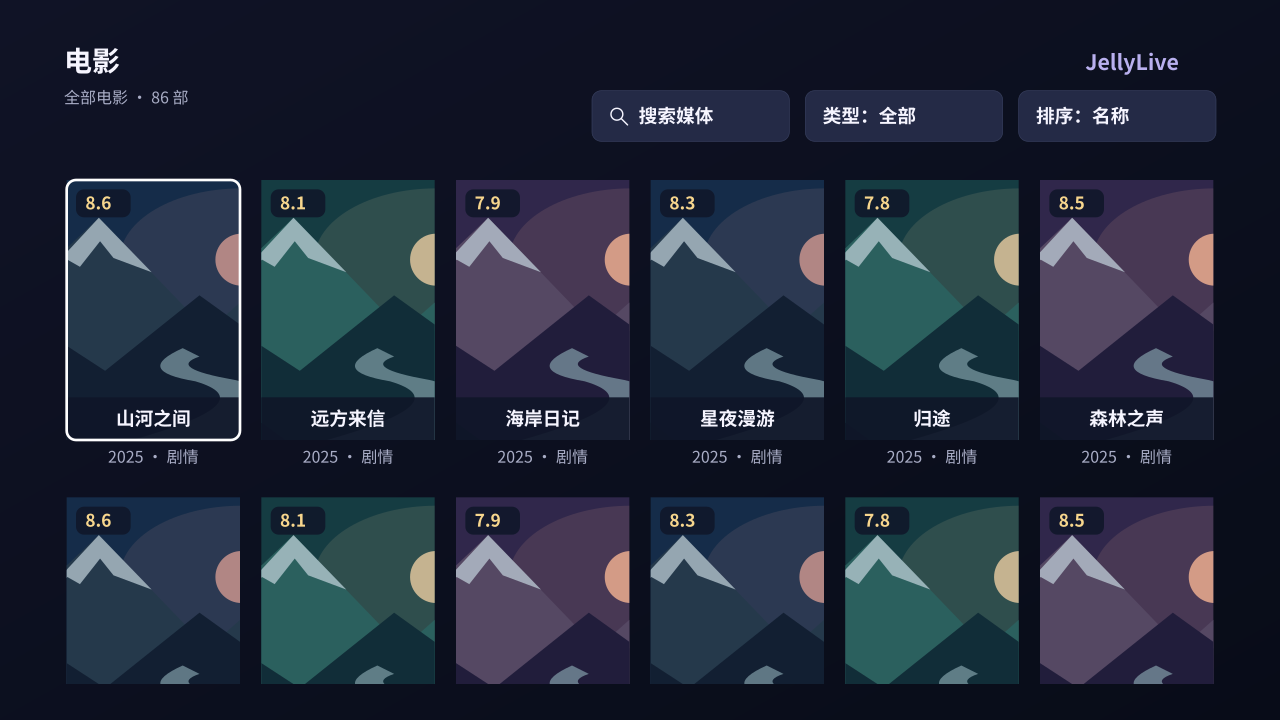 电影
JellyLive
全部电影 · 86 部
搜索媒体
类型：全部
排序：名称
8.6
8.1
7.9
8.3
7.8
8.5
山河之间
远方来信
海岸日记
星夜漫游
归途
森林之声
2025 · 剧情
2025 · 剧情
2025 · 剧情
2025 · 剧情
2025 · 剧情
2025 · 剧情
8.6
8.1
7.9
8.3
7.8
8.5